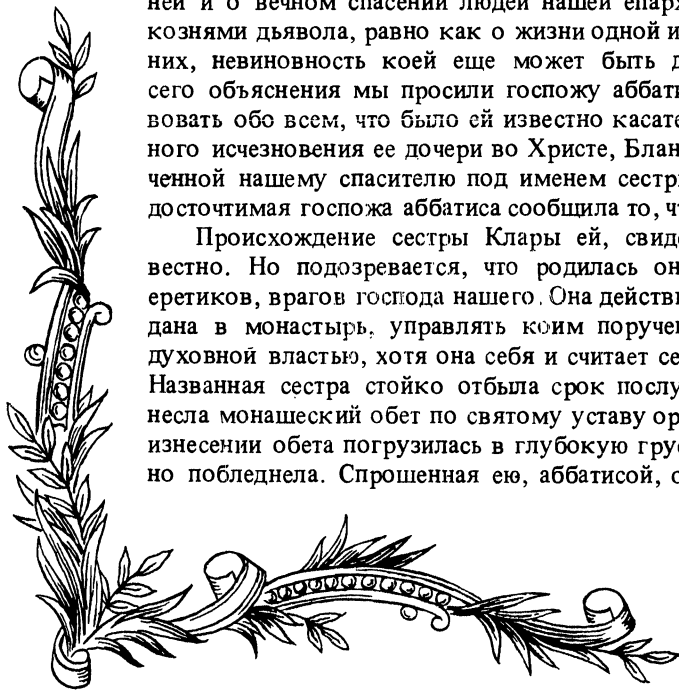 ней и о вечном спасении людей нашей епарх
кознями дьявола, равно как о жизни одной и
них, невиновность коей еще может быть д
сего объяснения мы просили госпожу аббати
вовать обо всем, что было ей известно касате
ного исчезновения ее дочери во Христе, Блан
ченной нашему спасителю под именем сестр
досточтимая госпожа аббатиса сообщила то, ч
Происхождение сестры Клары ей, свид
вестно. Но подозревается, что родилась он
еретиков, врагов господа нашего. Она действи
дана в монастырь, управлять коим поруче
духовной властью, хотя она себя и считает се
Названная сестра стойко отбыла срок послу
несла монашеский обет по святому уставу ор
изнесении обета погрузилась в глубокую гру
но побледнела. Спрошенная ею, аббатисой, о